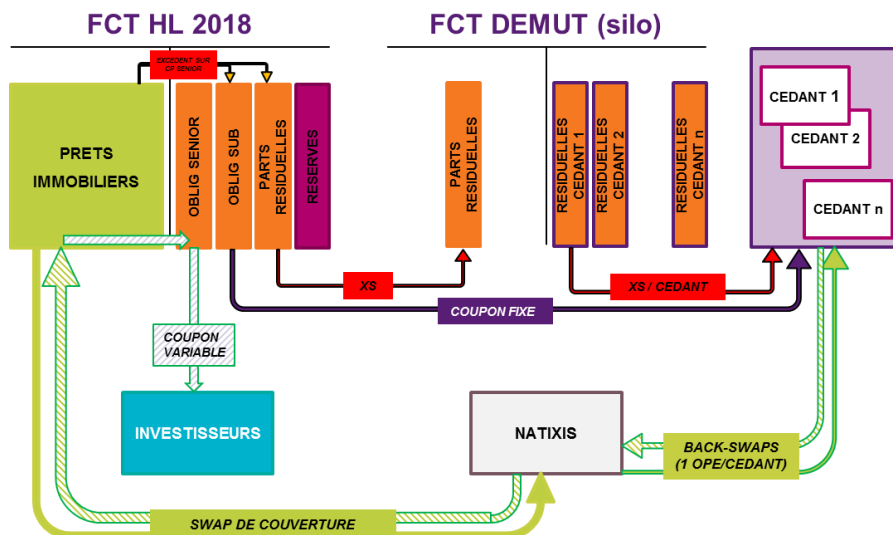 FCT HL 2018
FCT DEMUT (silo)
EXCEDENT SUR
CP SENIOR
PRETS
IMMOBILIERS
OBLIG SENIOR
OBLIG SUB
PARTS
RESIDUELLES
RESERVES
PARTS
RESIDUELLES
RESIDUELLES
CEDANT 1
RESIDUELLES
CEDANT 2
RESIDUELLES
CEDANT n
CEDANT 1
CEDANT 2
CEDANT n
XS
XS / CEDANT
COUPON FIXE
COUPON
VARIABLE
INVESTISSEURS
NATIXIS
BACK-SWAPS
(1 OPE/CEDANT)
SWAP DE COUVERTURE